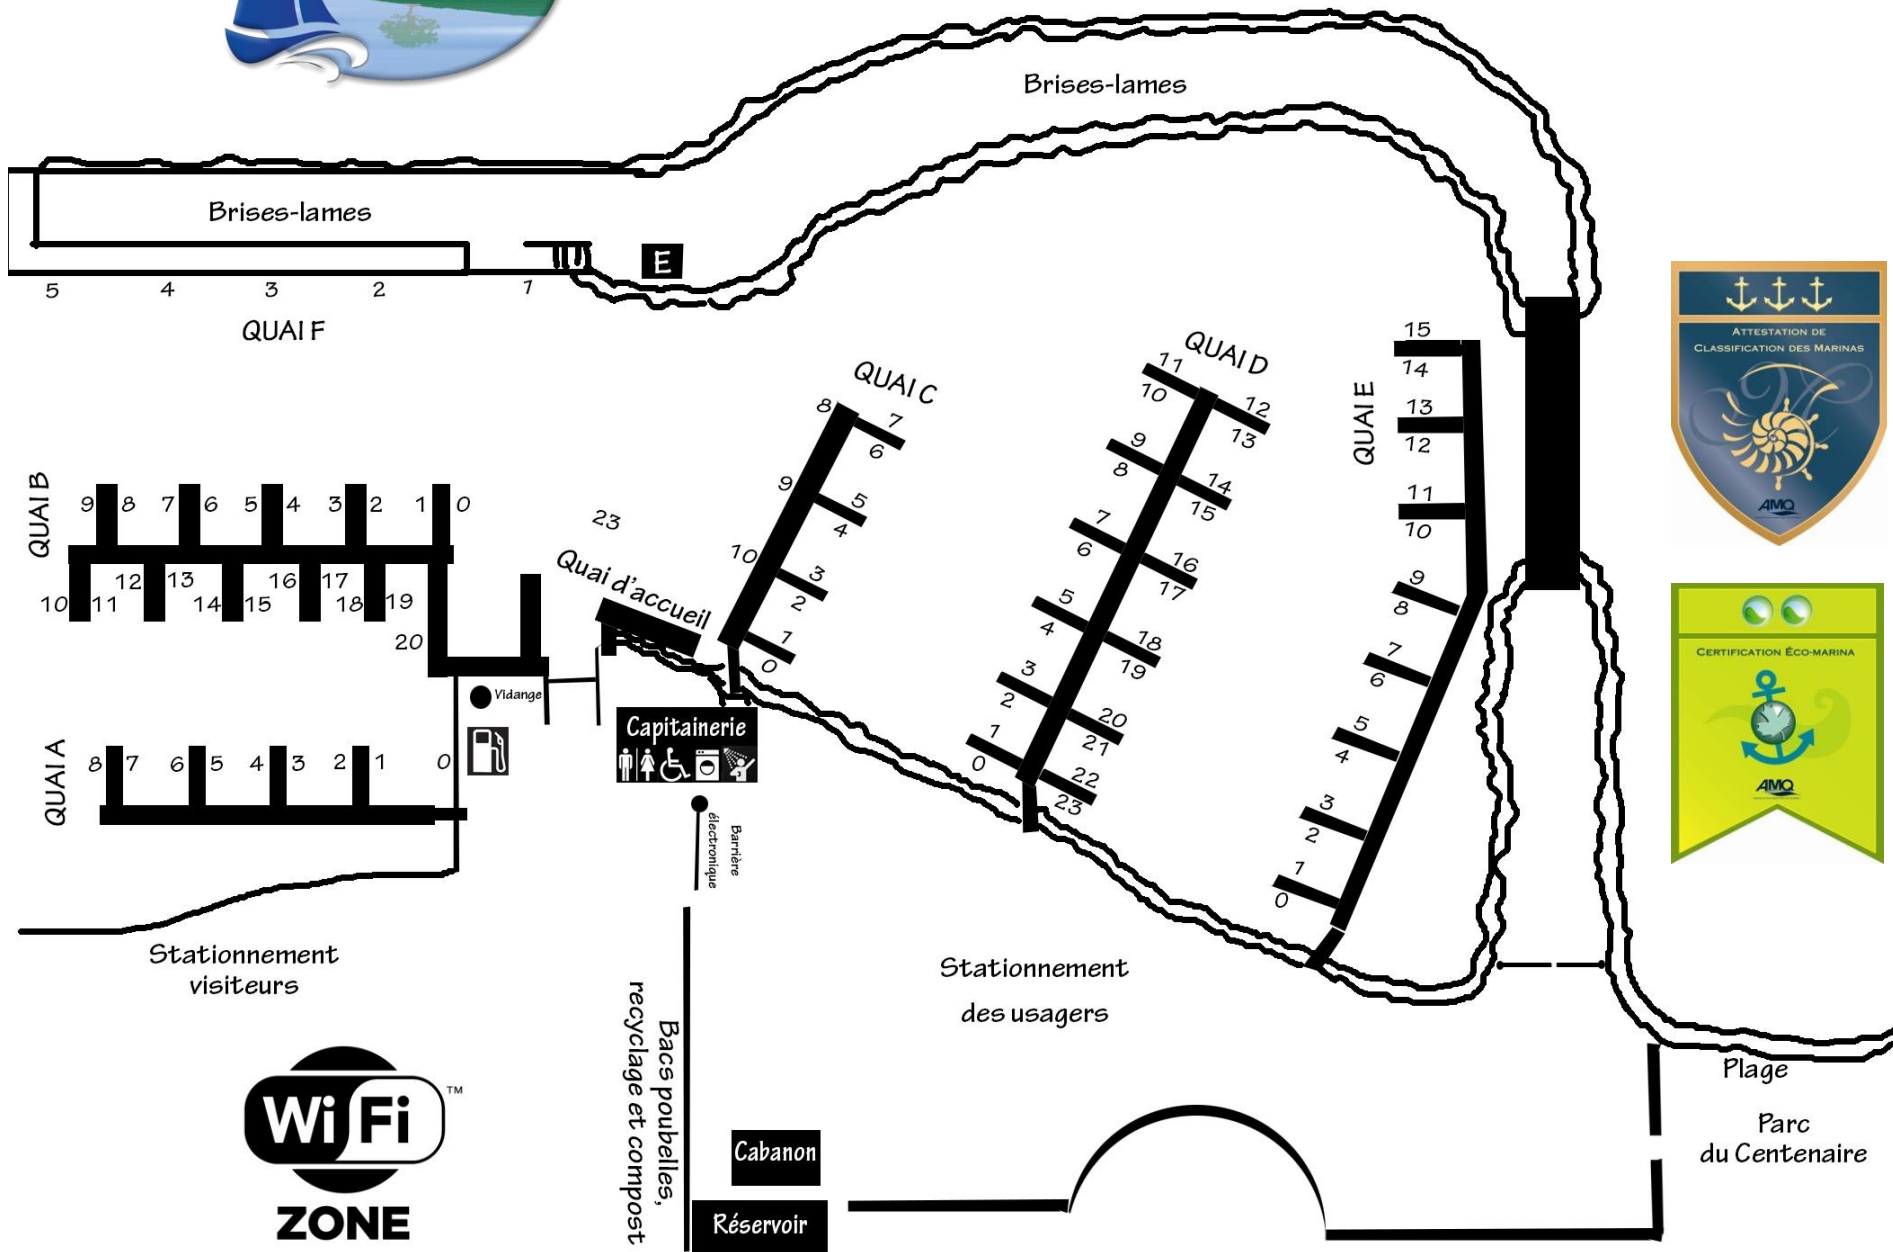 Brises-lames
Brises-lames
E
5 4 3 2 1
QUAI F
QUAI C
8 7
6
9 5
4
10 3
2
1
0
QUAI D
11
10 12
13
9
8 14
15
7
6 16
17
5
4 18
19
3
2 20
21
1
0 22
23
QUAI E
15
14
13
12
11
10
9
8
7
6
5
4
3
2
1
0
ATTESTATION DE
CLASSIFICATION DES MARINAS
AMQ
CERTIFICATION ÉCO-MARINA
AMQ
QUAI B
9 8 7 6 5 4 3 2 1 0
10 11 12 13 14 15 16 17 18 19
20
23
Quai d'accueil
Vidange
Capitainerie
QUAI A
8 7 6 5 4 3 2 1 0
Barrière
électronique
Stationnement
visiteurs
Stationnement
des usagers
Bacs poubelles,
recyclage et compost
Wi Fi TM
ZONE
Cabanon
Réservoir
Plage
Parc
du Centenaire